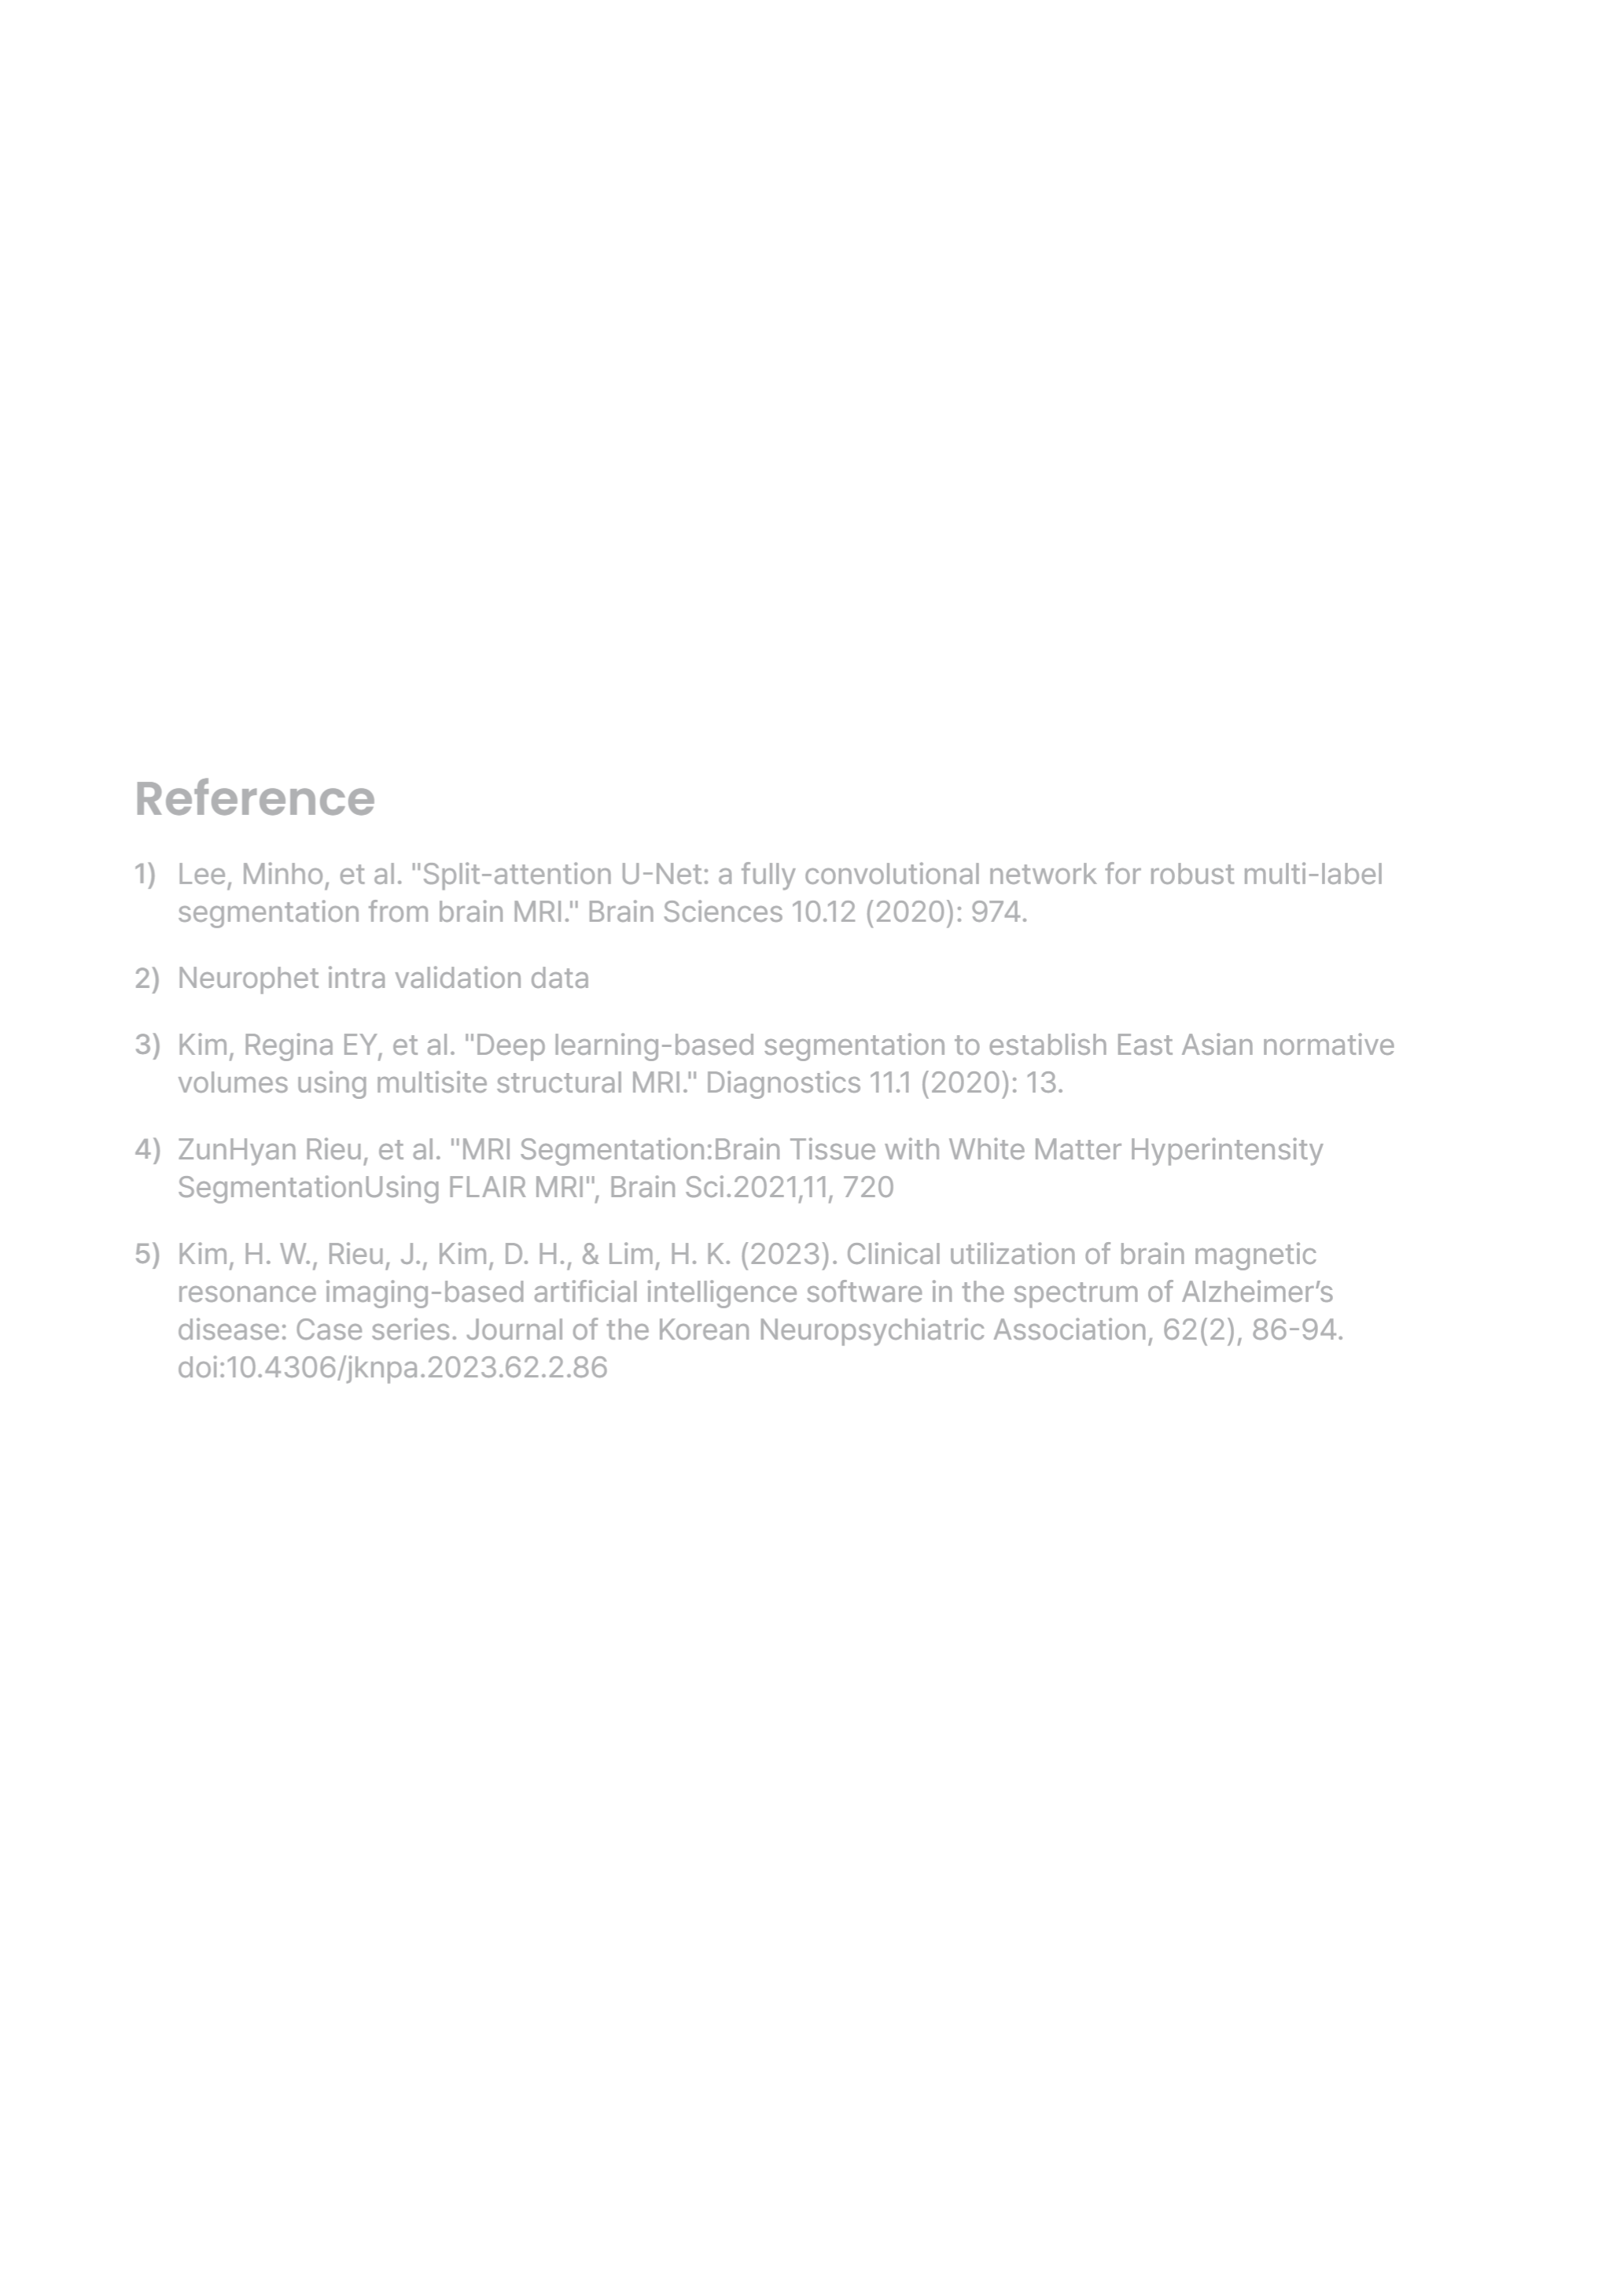 Reference
1) Lee, Minho, et al. "Split-attention U-Net: a fully convolutional network for robust multi-label
segmentation from brain MRI." Brain Sciences 10.12 (2020): 974.
2) Neurophet intra validation data
3) Kim, Regina EY, et al. "Deep learning-based segmentation to establish East Asian normative
volumes using multisite structural MRI." Diagnostics 11.1 (2020): 13.
4) ZunHyan Rieu, et al. "MRI Segmentation:Brain Tissue with White Matter Hyperintensity
SegmentationUsing FLAIR MRI", Brain Sci.2021,11, 720
5) Kim, H. W., Rieu, J., Kim, D. H., & Lim, H. K. (2023). Clinical utilization of brain magnetic
resonance imaging-based artificial intelligence software in the spectrum of Alzheimer’s
disease: Case series. Journal of the Korean Neuropsychiatric Association, 62(2), 86-94.
doi:10.4306/jknpa.2023.62.2.86